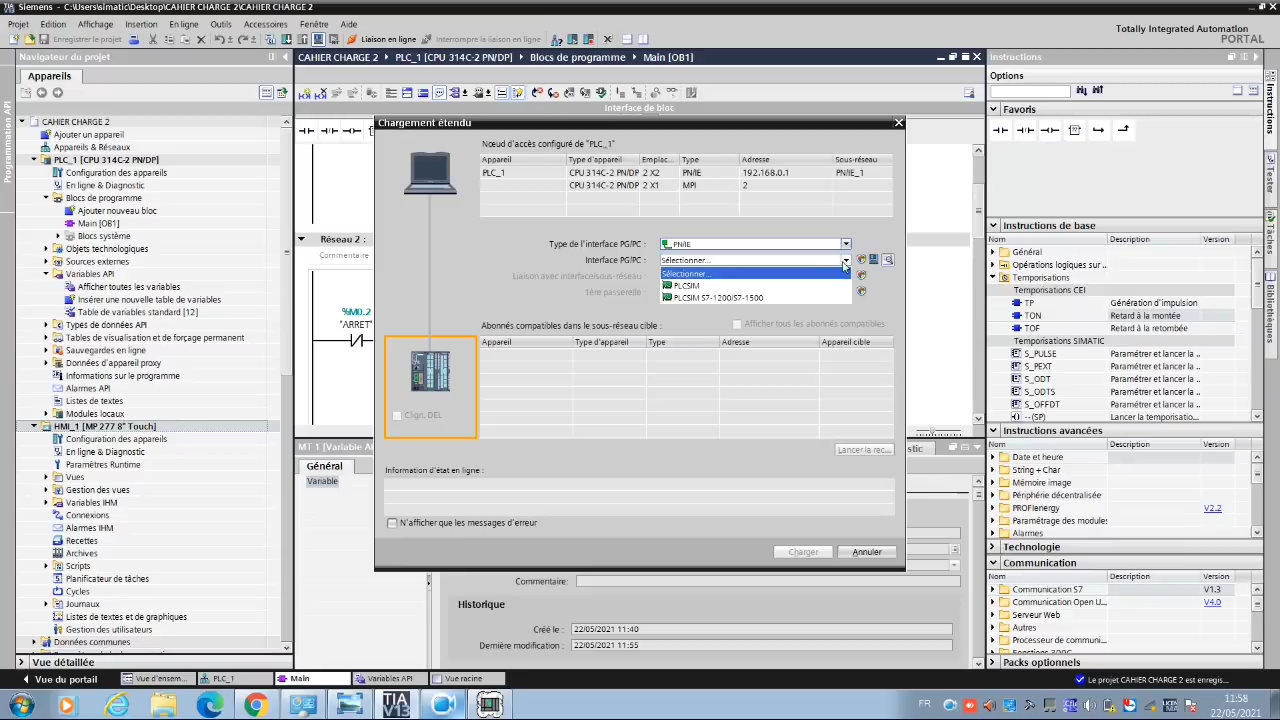 Siemens - C:\Users\simatic\Desktop\CAHIER CHARGE 2\CAHIER CHARGE 2
Projet Edition Affichage Insertion En ligne Outils Accessoires Fenêtre Aide
Totally Integrated Automation
PORTAL
Enregistrer le projet
Liaison en ligne
Interrompre la liaison en ligne
Navigateur du projet
CAHIER CHARGE 2 PLC_1 [CPU 314C-2 PN/DP] Blocs de programme Main [OB1]
Instructions
Appareils
Options
Programmation API
Interface de bloc
Favoris
CAHIER CHARGE 2
Ajouter un appareil
Appareils & Réseaux
PLC_1 [CPU 314C-2 PN/DP]
Configuration des appareils
En ligne & Diagnostic
Blocs de programme
Ajouter nouveau bloc
Main [OB1]
Blocs système
Objets technologiques
Sources externes
Variables API
Afficher toutes les variables
Insérer une nouvelle table de variables
Table de variables standard [12]
Types de données API
Tables de visualisation et de forçage permanent
Sauvegardes en ligne
Données d'appareil proxy
Informations sur le programme
Alarmes API
Listes de textes
Modules locaux
HMI_1 [MP 277 8" Touch]
Configuration des appareils
En ligne & Diagnostic
Paramètres Runtime
Vues
Gestion des vues
Variables IHM
Connexions
Alarmes IHM
Recettes
Archives
Scripts
Planificateur de tâches
Cycles
Journaux
Listes de textes et de graphiques
Gestion des utilisateurs
Données communes
Vue détaillée
Réseau 2 :
Commentaire
%M0.2
"ARRET"
Chargement étendu
Nœud d'accès configuré de "PLC_1"
Appareil Type d'appareil Emplac... Type Adresse Sous-réseau
PLC_1 CPU 314C-2 PN/DP 2 X2 PN/IE 192.168.0.1 PN/IE_1
CPU 314C-2 PN/DP 2 X1 MPI 2
Type de l'interface PG/PC : PN/IE
Interface PG/PC : Sélectionner...
Sélectionner...
PLCSIM
PLCSIM S7-1200/S7-1500
Liaison avec interface/sous-réseau :
1ère passerelle :
Abonnés compatibles dans le sous-réseau cible :
Afficher tous les abonnés compatibles
Appareil Type d'appareil Type Adresse Appareil cible
Clign. DEL
Lancer la rec...
Information d'état en ligne :
N'afficher que les messages d'erreur
Charger
Annuler
MT 1 [Variable AP
stic
Général
Variable
Commentaire:
Historique
Créé le : 22/05/2021 11:40
Dernière modification : 22/05/2021 11:55
Instructions de base
Nom Description Version
Général
Opérations logiques sur ..
Temporisations
Temporisations CEI
TP Génération d'impulsion
TON Retard à la montée
TOF Retard à la retombée
Temporisations SIMATIC
S_PULSE Paramétrer et lancer la ..
S_PEXT Paramétrer et lancer la ..
S_ODT Paramétrer et lancer la ..
S_ODTS Paramétrer et lancer la ..
S_OFFDT Paramétrer et lancer la ..
--(SP) Lancer la temporisatio..
Instructions avancées
Nom Description Version
Date et heure
String + Char
Mémoire image
Périphérie décentralisée
PROFIenergy V2.2
Paramétrage des modules
Alarmes
Technologie
Communication
Nom Description Version
Communication S7 V1.3
Communication Open U... V4.0
Serveur Web
Autres
Processeur de communi...
Packs optionnels
Instructions
Tester
Tâches
Bibliothèques
Vue du portail
Vue d'ensem...
PLC_1
Main
Variables API
Vue racine
Le projet CAHIER CHARGE 2 est enregis...
TIA
V13
FR
11:58
22/05/2021